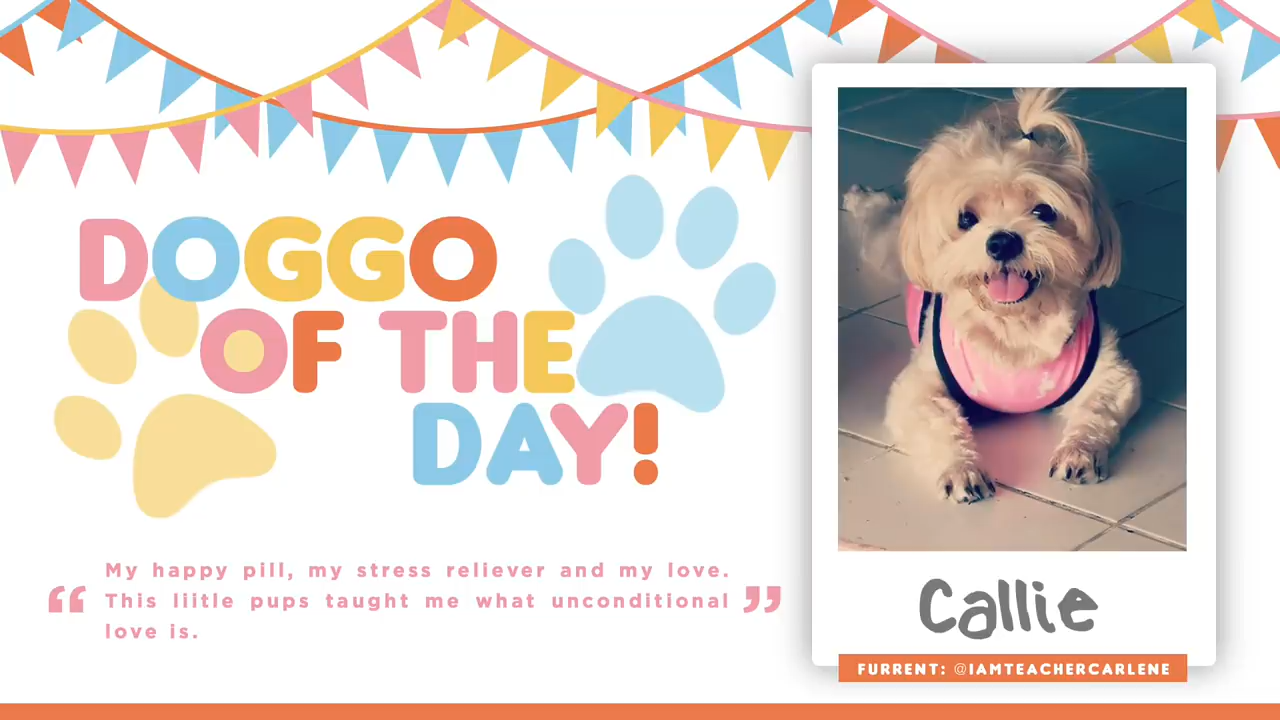 DOGGO
OF THE
DAY!
“ My happy pill, my stress reliever and my love.
This liitle pups taught me what unconditional
love is. ”
Callie
FURRENT: @IAMTEACHERCARLENE